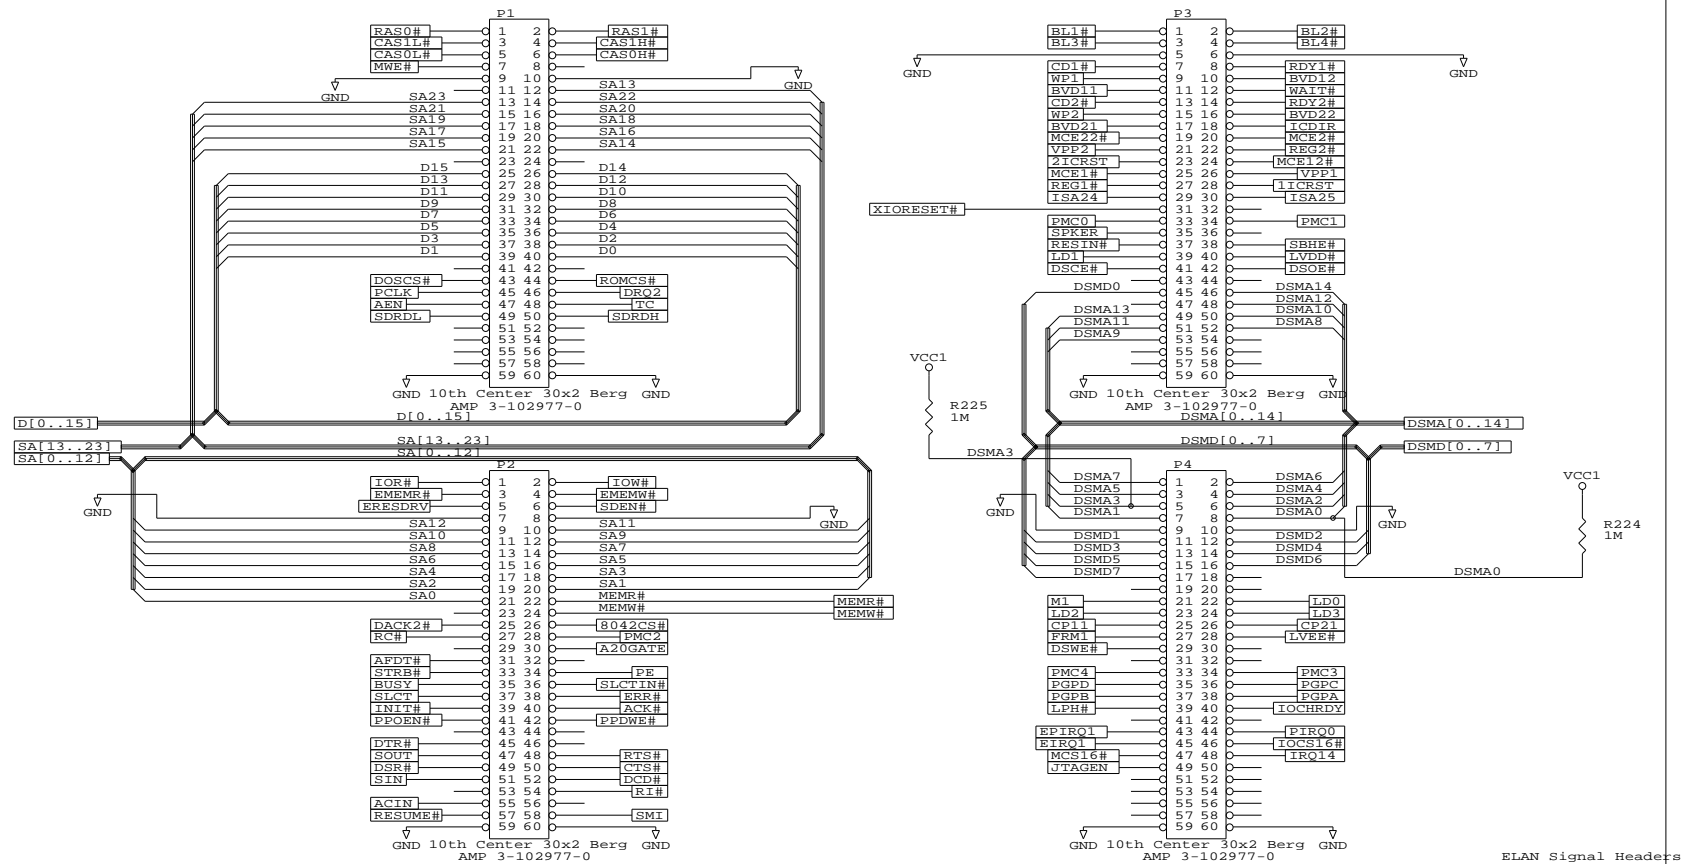 P1
RAS0# 1 2 RAS1#
CAS1L# 3 4 CAS1H#
CAS0L# 5 6 CAS0H#
MWE# 7 8
GND 9 10 GND
11 12 SA13
SA23 13 14 SA22
SA21 15 16 SA20
SA19 17 18 SA18
SA17 19 20 SA16
SA15 21 22 SA14
23 24
D15 25 26 D14
D13 27 28 D12
D11 29 30 D10
D9 31 32 D8
D7 33 34 D6
D5 35 36 D4
D3 37 38 D2
D1 39 40 D0
41 42
DOSCS# 43 44 ROMCS#
PCLK 45 46 DRQ2
AEN 47 48 TC
SDRDL 49 50 SDRDH
51 52
53 54
55 56
57 58
59 60
GND 10th Center 30x2 Berg GND
AMP 3-102977-0
D[0..15] D[0..15]
SA[13..23] SA[13..23]
SA[0..12] SA[0..12]
P2
IOR# 1 2 IOW#
EMEMR# 3 4 EMEMW#
ERESDRV 5 6 SDEN#
GND 7 8 GND
SA12 9 10 SA11
SA10 11 12 SA9
SA8 13 14 SA7
SA6 15 16 SA5
SA4 17 18 SA3
SA2 19 20 SA1
SA0 21 22 MEMR# MEMR#
23 24 MEMW# MEMW#
DACK2# 25 26 8042CS#
RC# 27 28 PMC2
29 30 A20GATE
AFDT# 31 32
STRB# 33 34 PE
BUSY 35 36 SLCTIN#
SLCT 37 38 ERR#
INIT# 39 40 ACK#
PPOEN# 41 42 PPDWE#
43 44
DTR# 45 46
SOUT 47 48 RTS#
DSR# 49 50 CTS#
SIN 51 52 DCD#
53 54 RI#
ACIN 55 56
RESUME# 57 58 SMI
59 60
GND 10th Center 30x2 Berg GND
AMP 3-102977-0
P3
BL1# 1 2 BL2#
BL3# 3 4 BL4#
GND 5 6 GND
CD1# 7 8 RDY1#
WP1 9 10 BVD12
BVD11 11 12 WAIT#
CD2# 13 14 RDY2#
WP2 15 16 BVD22
BVD21 17 18 ICDIR
MCE22# 19 20 MCE2#
VPP2 21 22 REG2#
2ICRST 23 24 MCE12#
MCE1# 25 26 VPP1
REG1# 27 28 1ICRST
ISA24 29 30 ISA25
XIORESET# 31 32
PMC0 33 34 PMC1
SPKER 35 36
RESIN# 37 38 SBHE#
LD1 39 40 LVDD#
DSCE# 41 42 DSOE#
43 44
DSMD0 45 46 DSMA14
47 48 DSMA12
DSMA13 49 50 DSMA10
DSMA11 51 52 DSMA8
DSMA9 53 54
55 56
57 58
59 60
GND 10th Center 30x2 Berg GND
AMP 3-102977-0
VCC1
R225
1M
DSMA[0..14] DSMA[0..14]
DSMD[0..7] DSMD[0..7]
DSMA3
P4
DSMA7 1 2 DSMA6
DSMA5 3 4 DSMA4
DSMA3 5 6 DSMA2
DSMA1 7 8 DSMA0
GND 9 10 GND
DSMD1 11 12 DSMD2
DSMD3 13 14 DSMD4
DSMD5 15 16 DSMD6
DSMD7 17 18
19 20
M1 21 22 LD0
LD2 23 24 LD3
CP11 25 26 CP21
FRM1 27 28 LVEE#
DSWE# 29 30
31 32
PMC4 33 34 PMC3
PGPD 35 36 PGPC
PGPB 37 38 PGPA
LPH# 39 40 IOCHRDY
41 42
EPIRQ1 43 44 PIRQ0
EIRQ1 45 46 IOCS16#
MCS16# 47 48 IRQ14
JTAGEN 49 50
51 52
53 54
55 56
57 58
59 60
GND 10th Center 30x2 Berg GND
AMP 3-102977-0
VCC1
R224
1M
DSMA0
ELAN Signal Headers